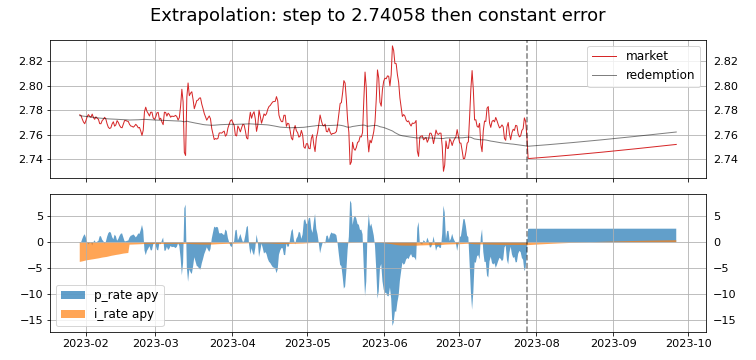 Extrapolation: step to 2.74058 then constant error
2.82 2.82
market
2.80 2.80
redemption
2.78 2.78
2.76 2.76
2.74 2.74
5 5
0 0
−5 −5
−10 −10
p_rate apy
i_rate apy
−15 −15
2023-02 2023-03 2023-04 2023-05 2023-06 2023-07 2023-08 2023-09 2023-10